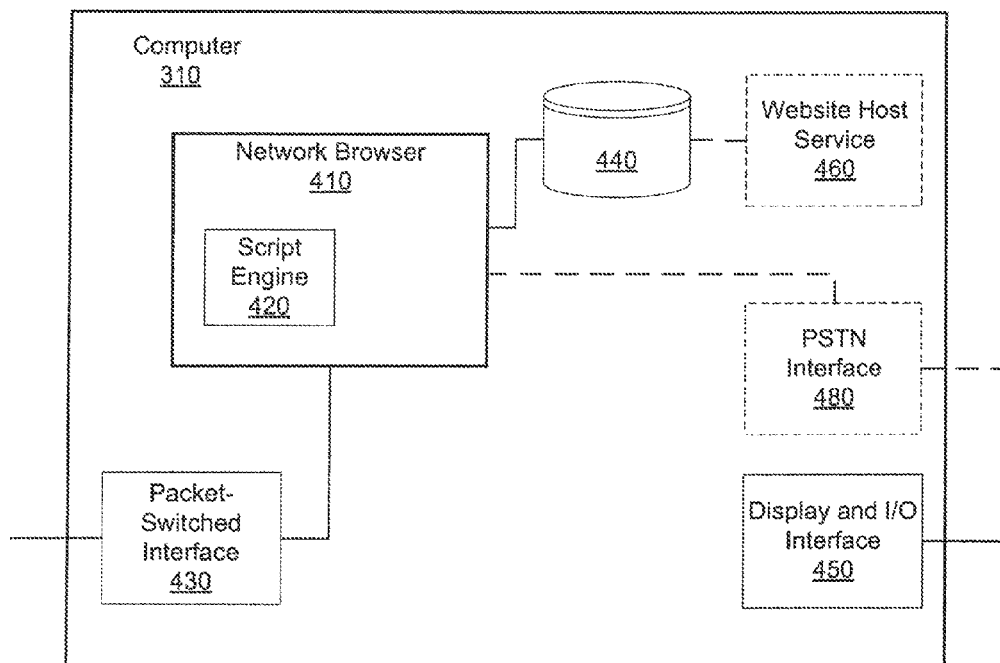 Computer
310
Network Browser
410
Script
Engine
420
440
Website Host
Service
460
PSTN
Interface
480
Packet-
Switched
Interface
430
Display and I/O
Interface
450